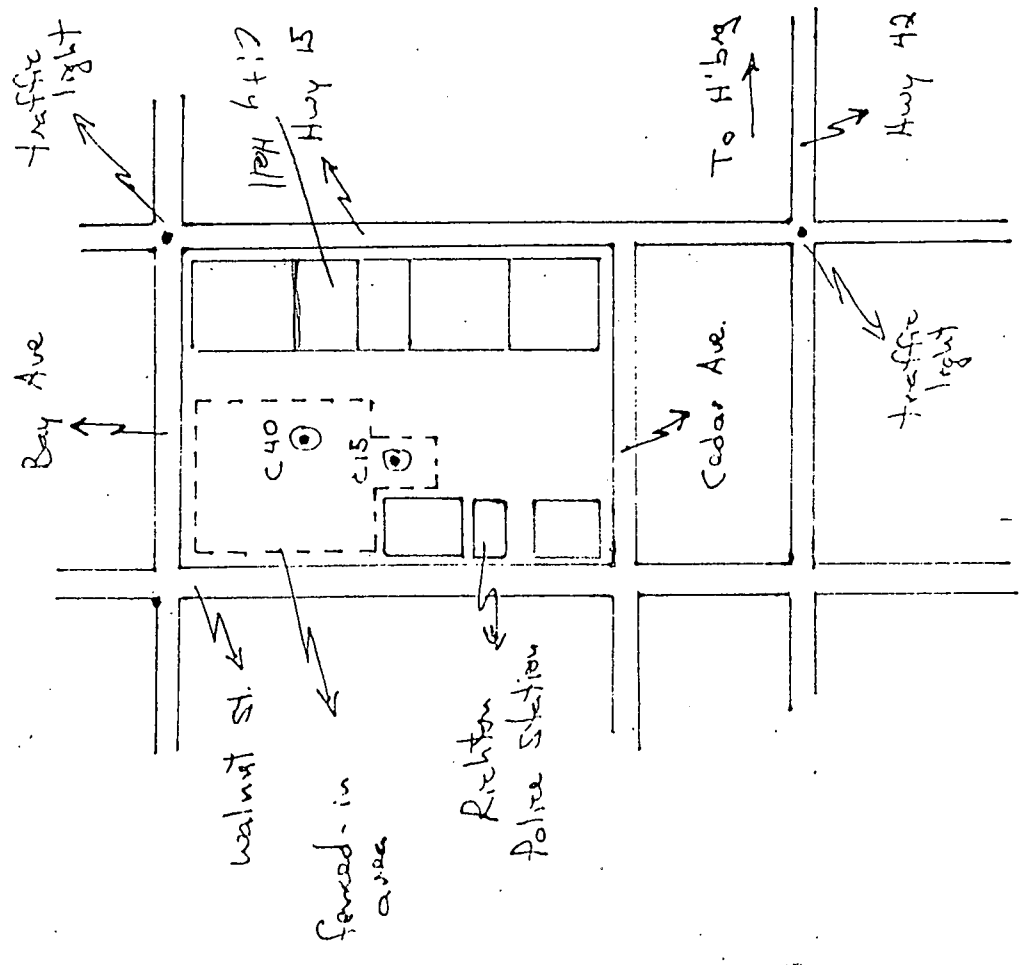 traffic
light
City
Hall
Hwy 15
To H'burg
Hwy 42
Bay Ave
C40
C15
Cedar Ave.
traffic
light
Walnut St.
fenced-in
area
Richton
Police Station